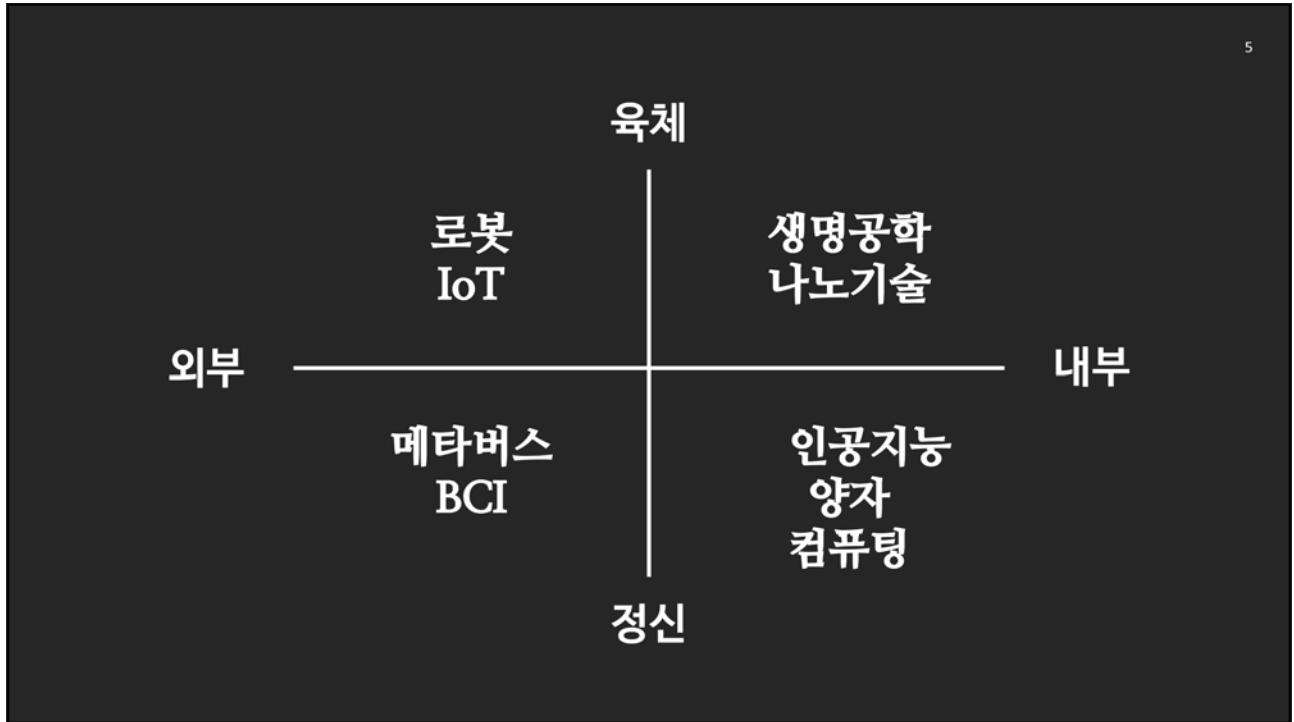 5
육체
로봇
IoT
생명공학
나노기술
외부
내부
메타버스
BCI
인공지능
양자
컴퓨팅
정신